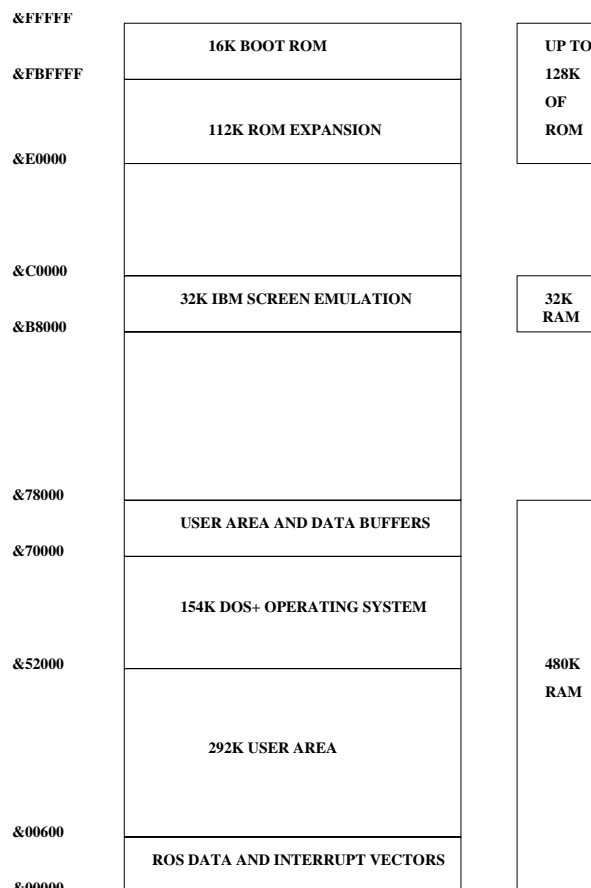 &FFFFF
16K BOOT ROM
UP TO
&FBFFFF
128K
OF
112K ROM EXPANSION
ROM
&E0000
&C0000
32K IBM SCREEN EMULATION
32K
RAM
&B8000
&78000
USER AREA AND DATA BUFFERS
&70000
154K DOS+ OPERATING SYSTEM
&52000
480K
RAM
292K USER AREA
&00600
ROS DATA AND INTERRUPT VECTORS
&00000